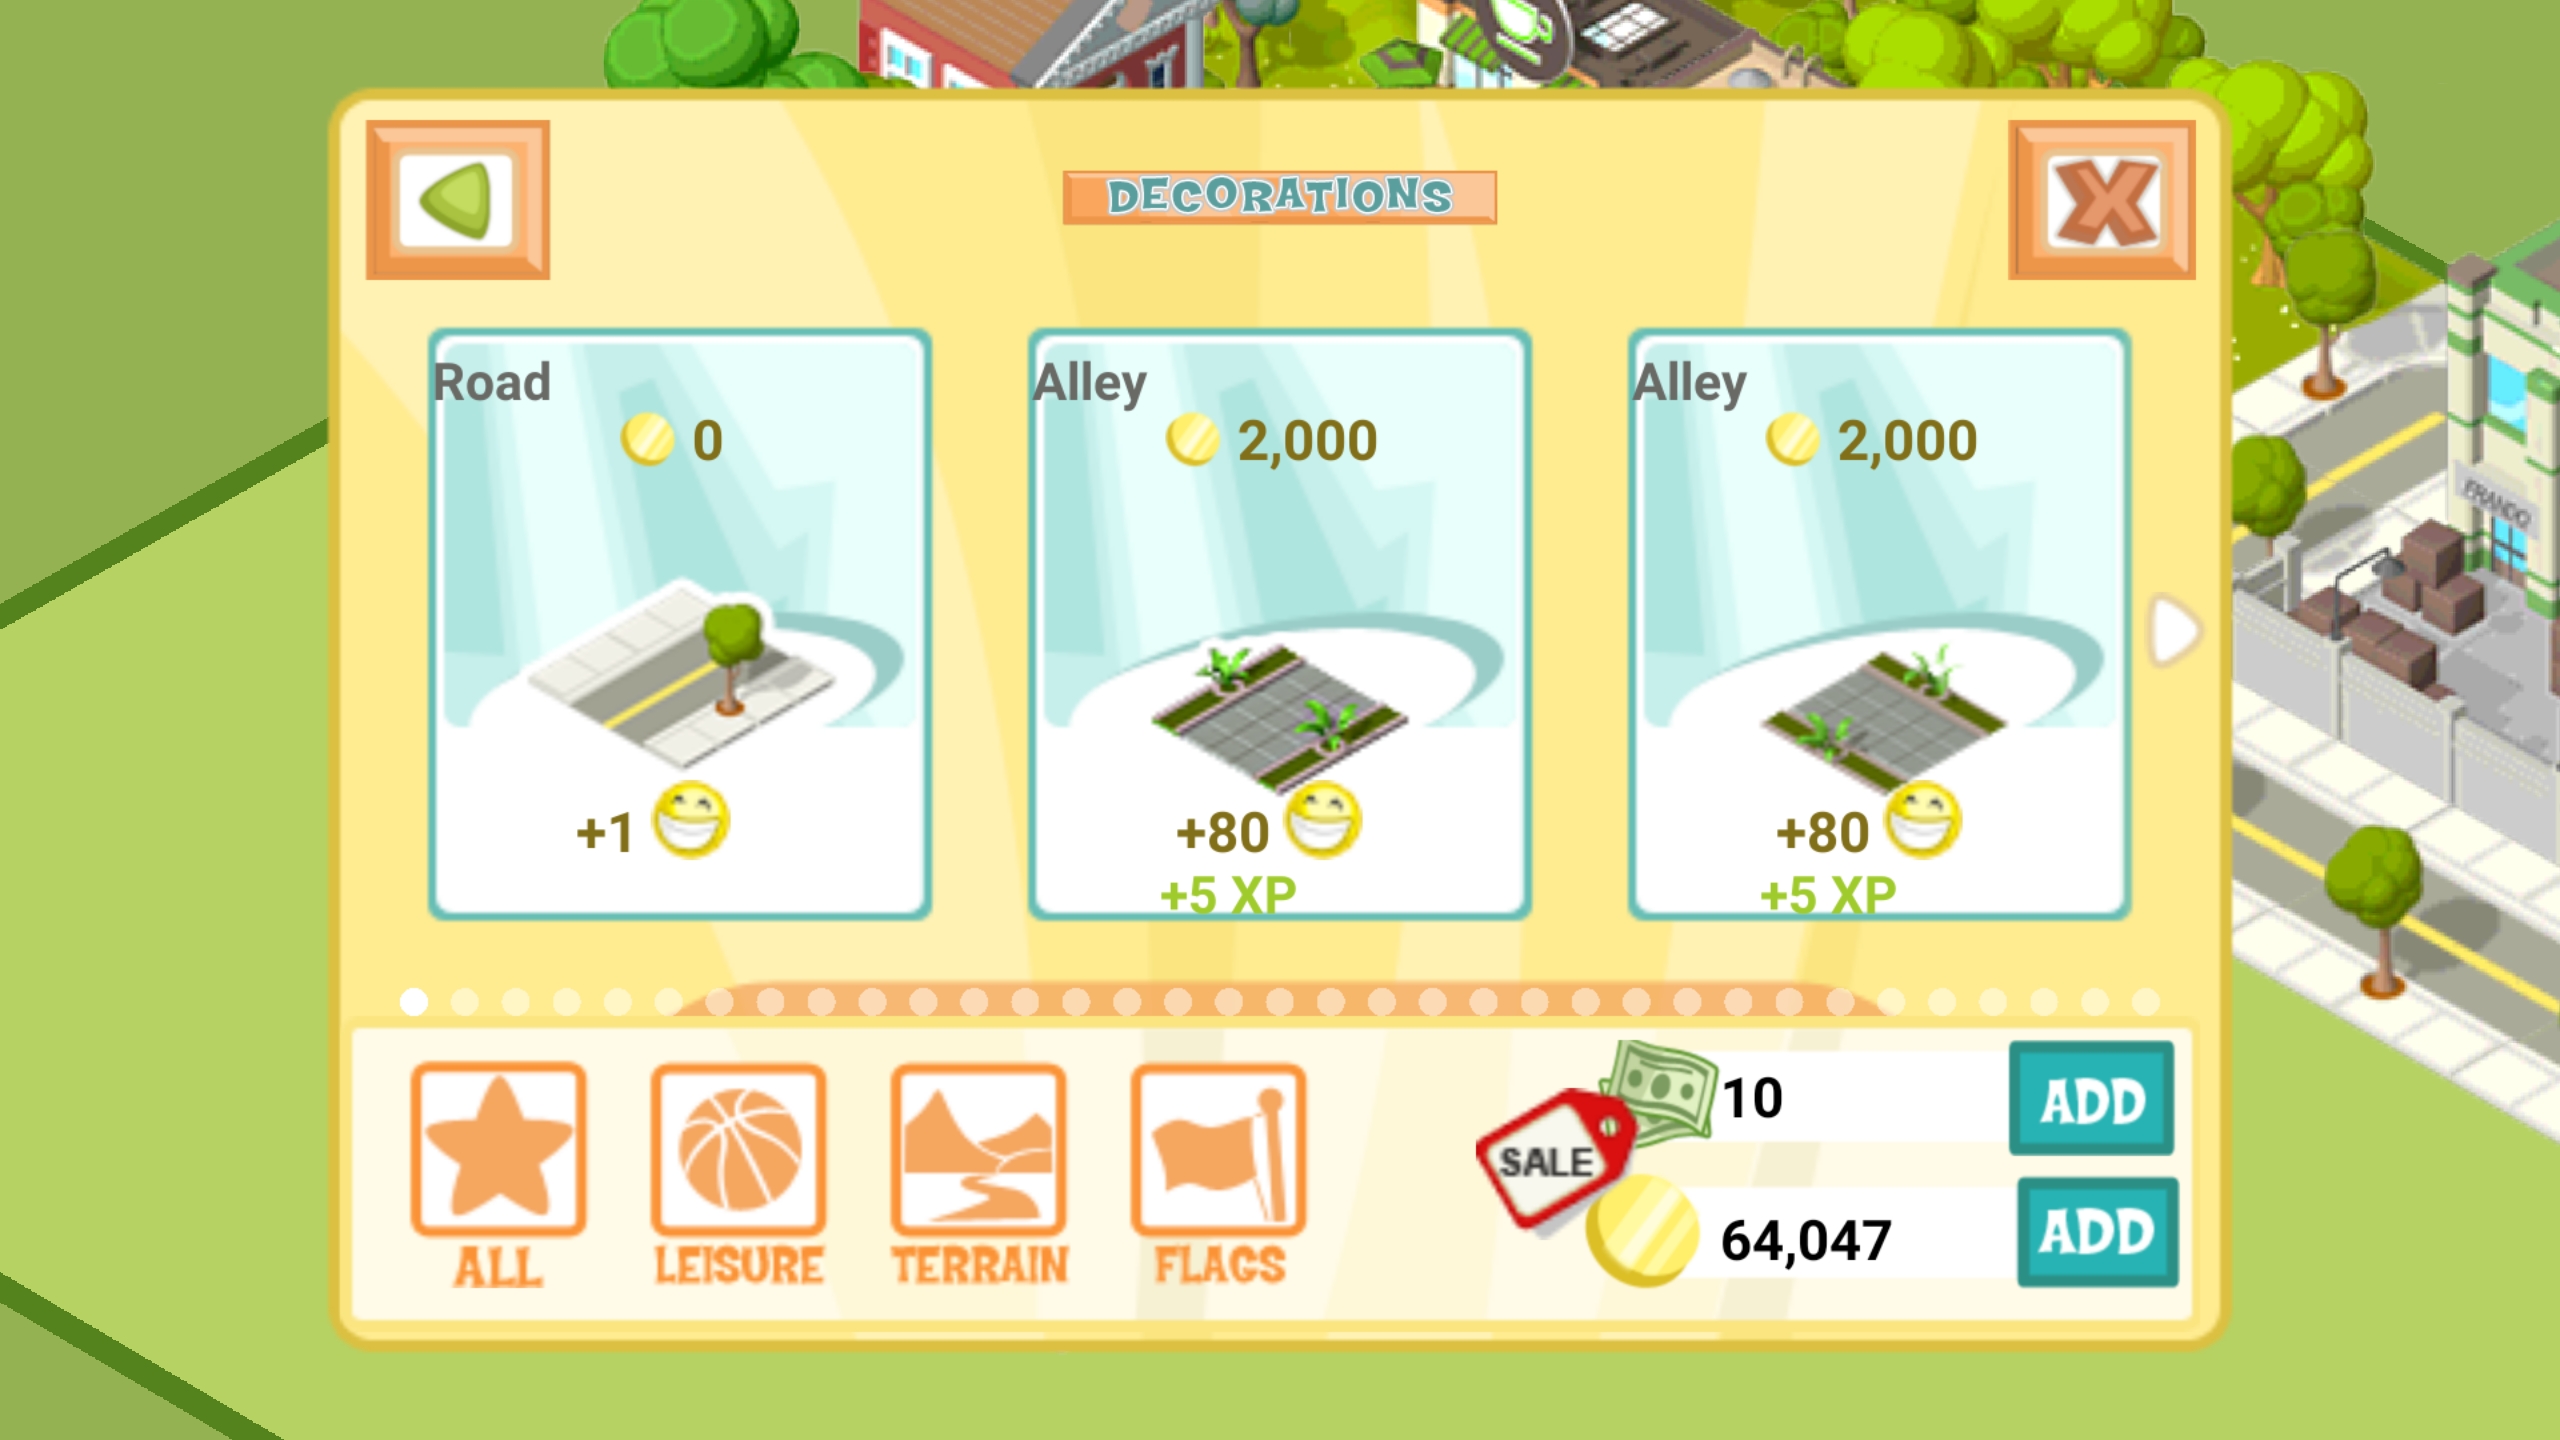 DECORATIONS
Road
0
+1
Alley
2,000
+80
+5 XP
Alley
2,000
+80
+5 XP
FRANDO
ALL
LEISURE
TERRAIN
FLAGS
SALE
10
ADD
64,047
ADD